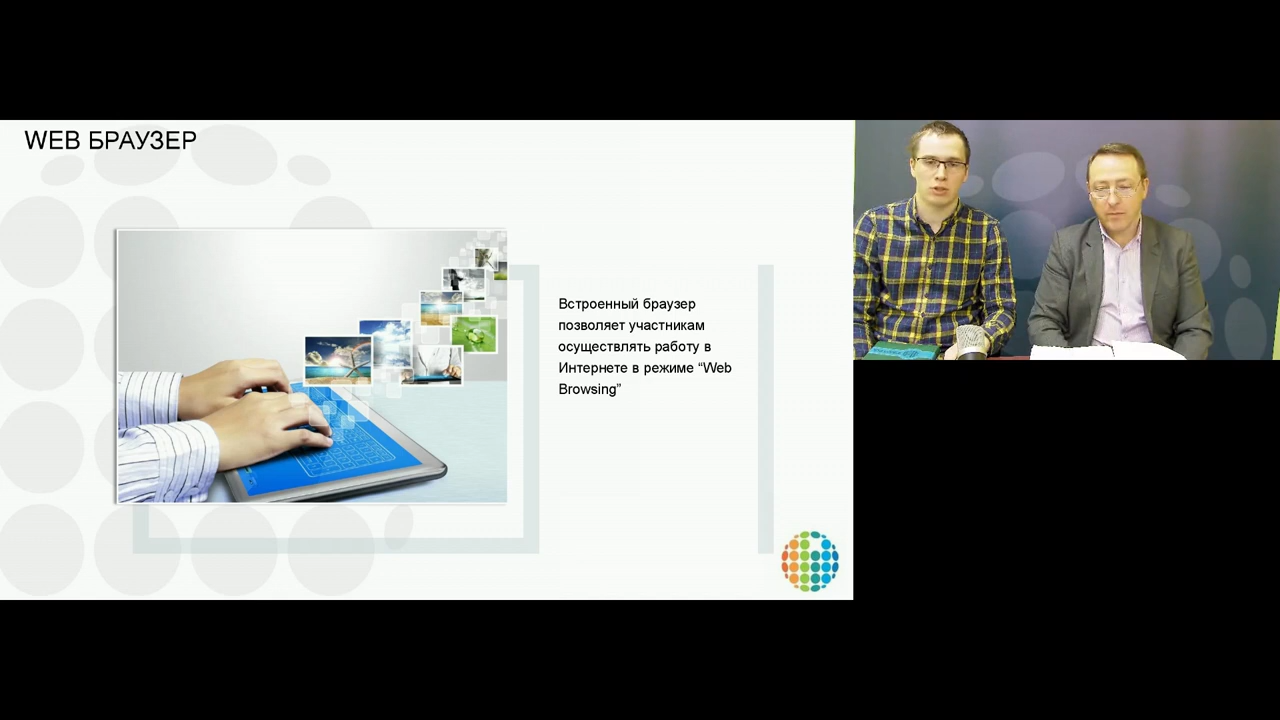 WEB БРАУЗЕР
Встроенный браузер
позволяет участникам
осуществлять работу в
Интернете в режиме “Web
Browsing”